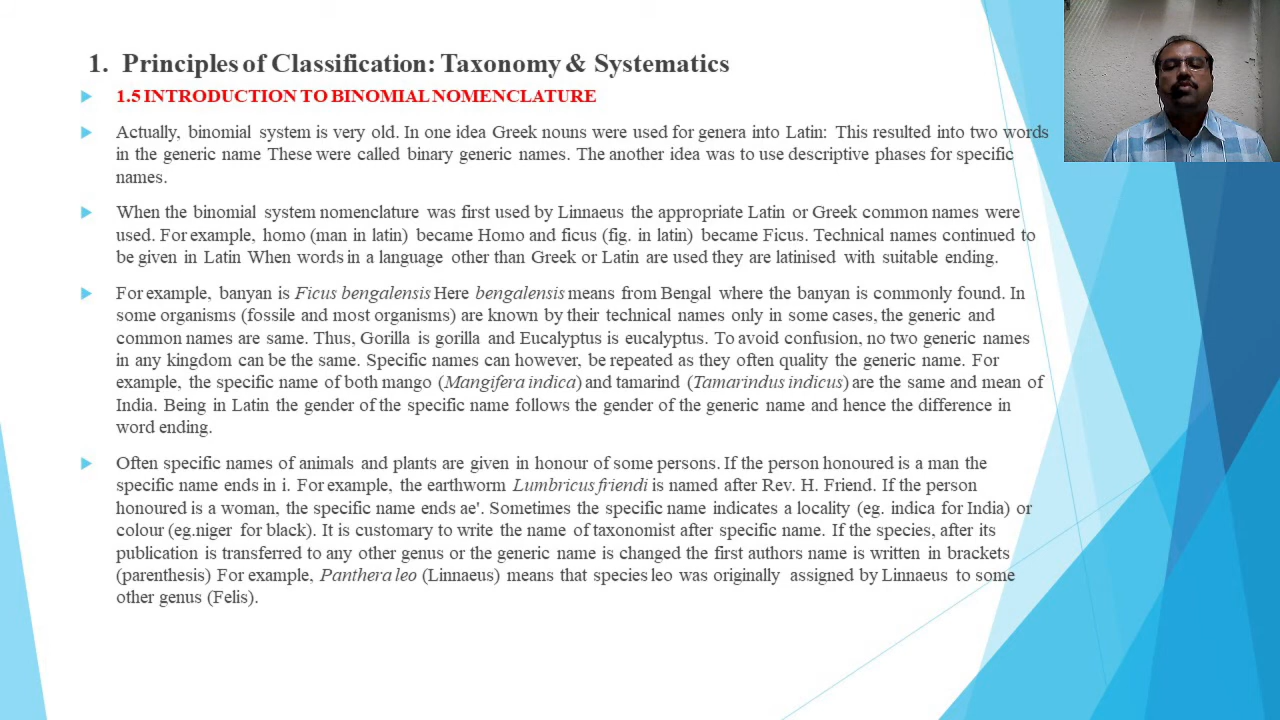 1. Principles of Classification: Taxonomy & Systematics
1.5 INTRODUCTION TO BINOMIAL NOMENCLATURE
Actually, binomial system is very old. In one idea Greek nouns were used for genera into Latin: This resulted into two words
in the generic name These were called binary generic names. The another idea was to use descriptive phases for specific
names.
When the binomial system nomenclature was first used by Linnaeus the appropriate Latin or Greek common names were
used. For example, homo (man in latin) became Homo and ficus (fig. in latin) became Ficus. Technical names continued to
be given in Latin When words in a language other than Greek or Latin are used they are latinised with suitable ending.
For example, banyan is Ficus bengalensis Here bengalensis means from Bengal where the banyan is commonly found. In
some organisms (fossile and most organisms) are known by their technical names only in some cases, the generic and
common names are same. Thus, Gorilla is gorilla and Eucalyptus is eucalyptus. To avoid confusion, no two generic names
in any kingdom can be the same. Specific names can however, be repeated as they often quality the generic name. For
example, the specific name of both mango (Mangifera indica) and tamarind (Tamarindus indicus) are the same and mean of
India. Being in Latin the gender of the specific name follows the gender of the generic name and hence the difference in
word ending.
Often specific names of animals and plants are given in honour of some persons. If the person honoured is a man the
specific name ends in i. For example, the earthworm Lumbricus friendi is named after Rev. H. Friend. If the person
honoured is a woman, the specific name ends ae'. Sometimes the specific name indicates a locality (eg. indica for India) or
colour (eg.niger for black). It is customary to write the name of taxonomist after specific name. If the species, after its
publication is transferred to any other genus or the generic name is changed the first authors name is written in brackets
(parenthesis) For example, Panthera leo (Linnaeus) means that species leo was originally assigned by Linnaeus to some
other genus (Felis).